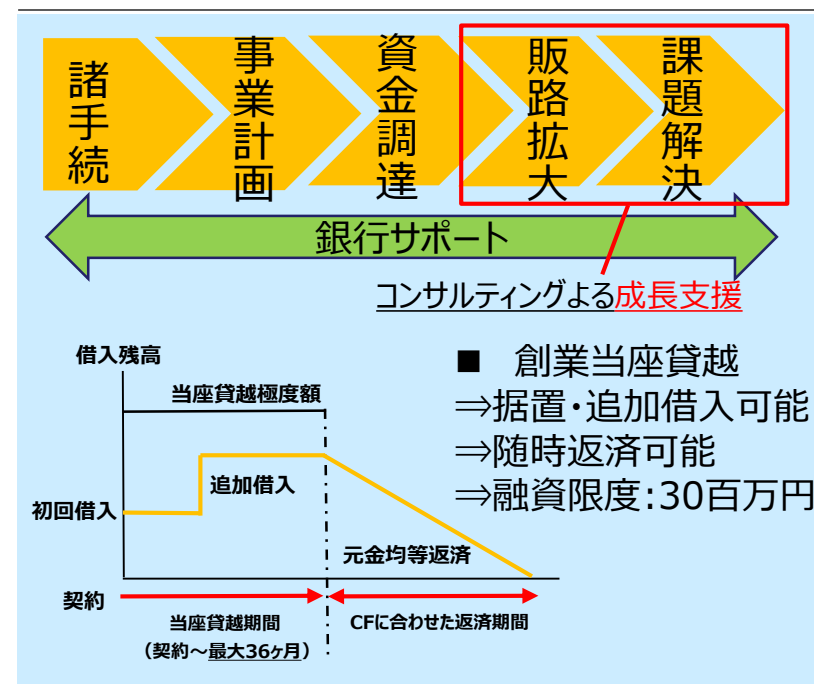 諸手続
事業計画
資金調達
販路拡大
課題解決
銀行サポート
コンサルティングよる成長支援
借入残高
当座貸越極度額
追加借入
初回借入
元金均等返済
契約
当座貸越期間
(契約~最大36ヶ月)
CFに合わせた返済期間
■ 創業当座貸越
⇒据置・追加借入可能
⇒随時返済可能
⇒融資限度:30百万円